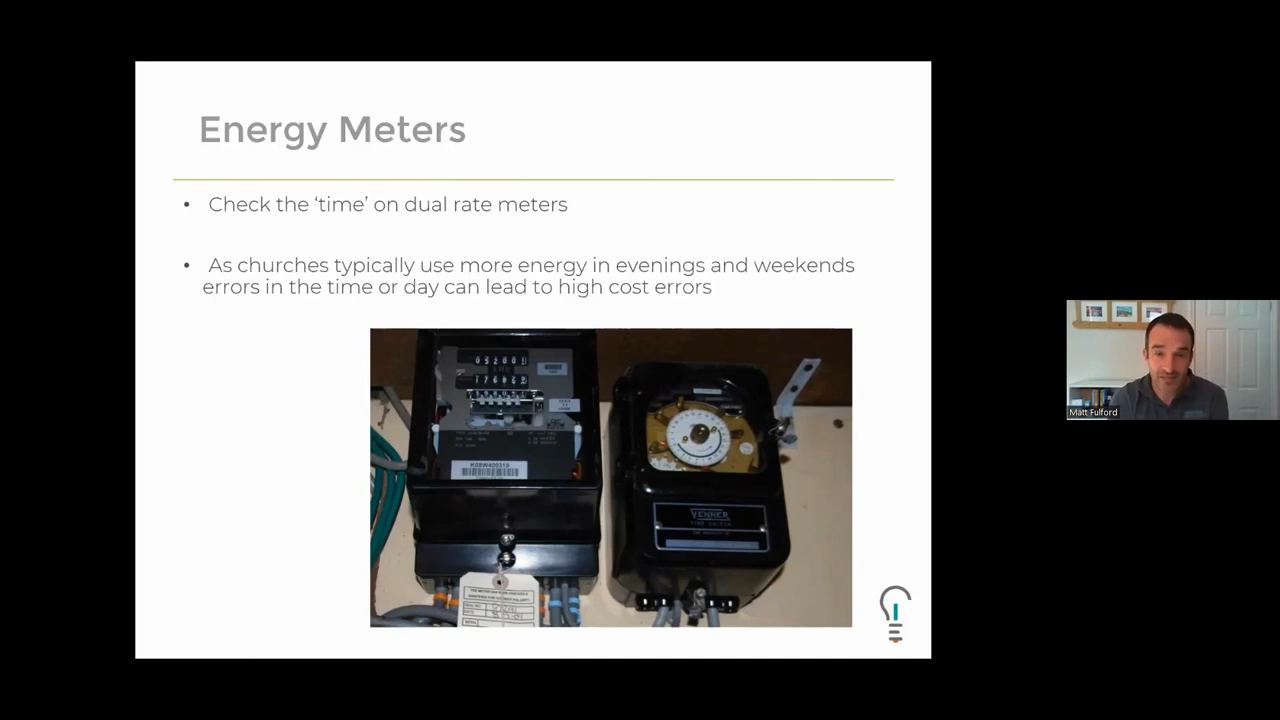 Energy Meters
• Check the ‘time’ on dual rate meters
• As churches typically use more energy in evenings and weekends
errors in the time or day can lead to high cost errors
K08W400319
VENNER
TIME SWITCH
Matt Fulford